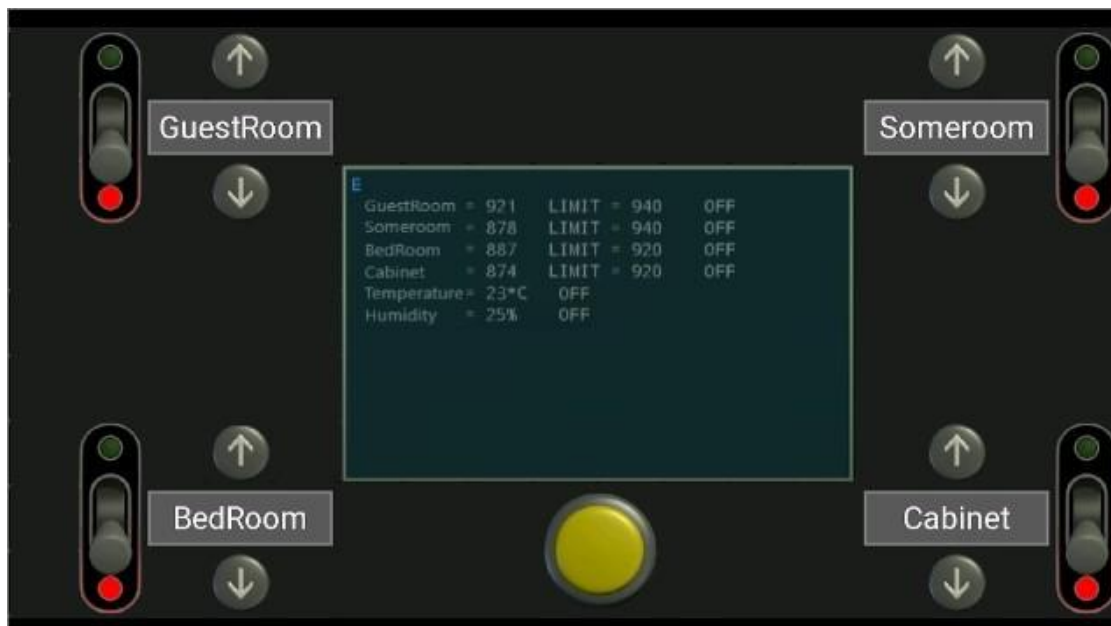 GuestRoom
Someroom
E
GuestRoom = 921 LIMIT = 940 OFF
Someroom = 878 LIMIT = 940 OFF
BedRoom = 887 LIMIT = 920 OFF
Cabinet = 874 LIMIT = 920 OFF
Temperature= 23*C OFF
Humidity = 25% OFF
BedRoom
Cabinet